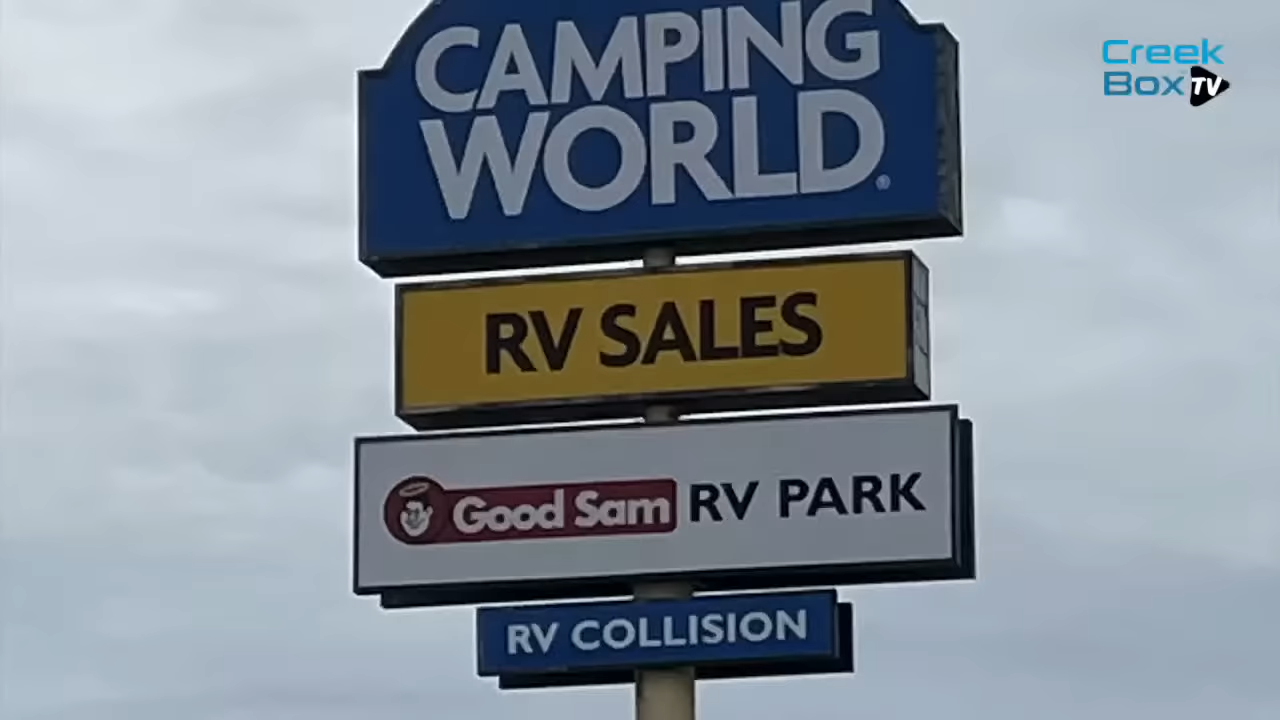 Creek
Box TV
CAMPING
WORLD®
RV SALES
Good Sam RV PARK
RV COLLISION